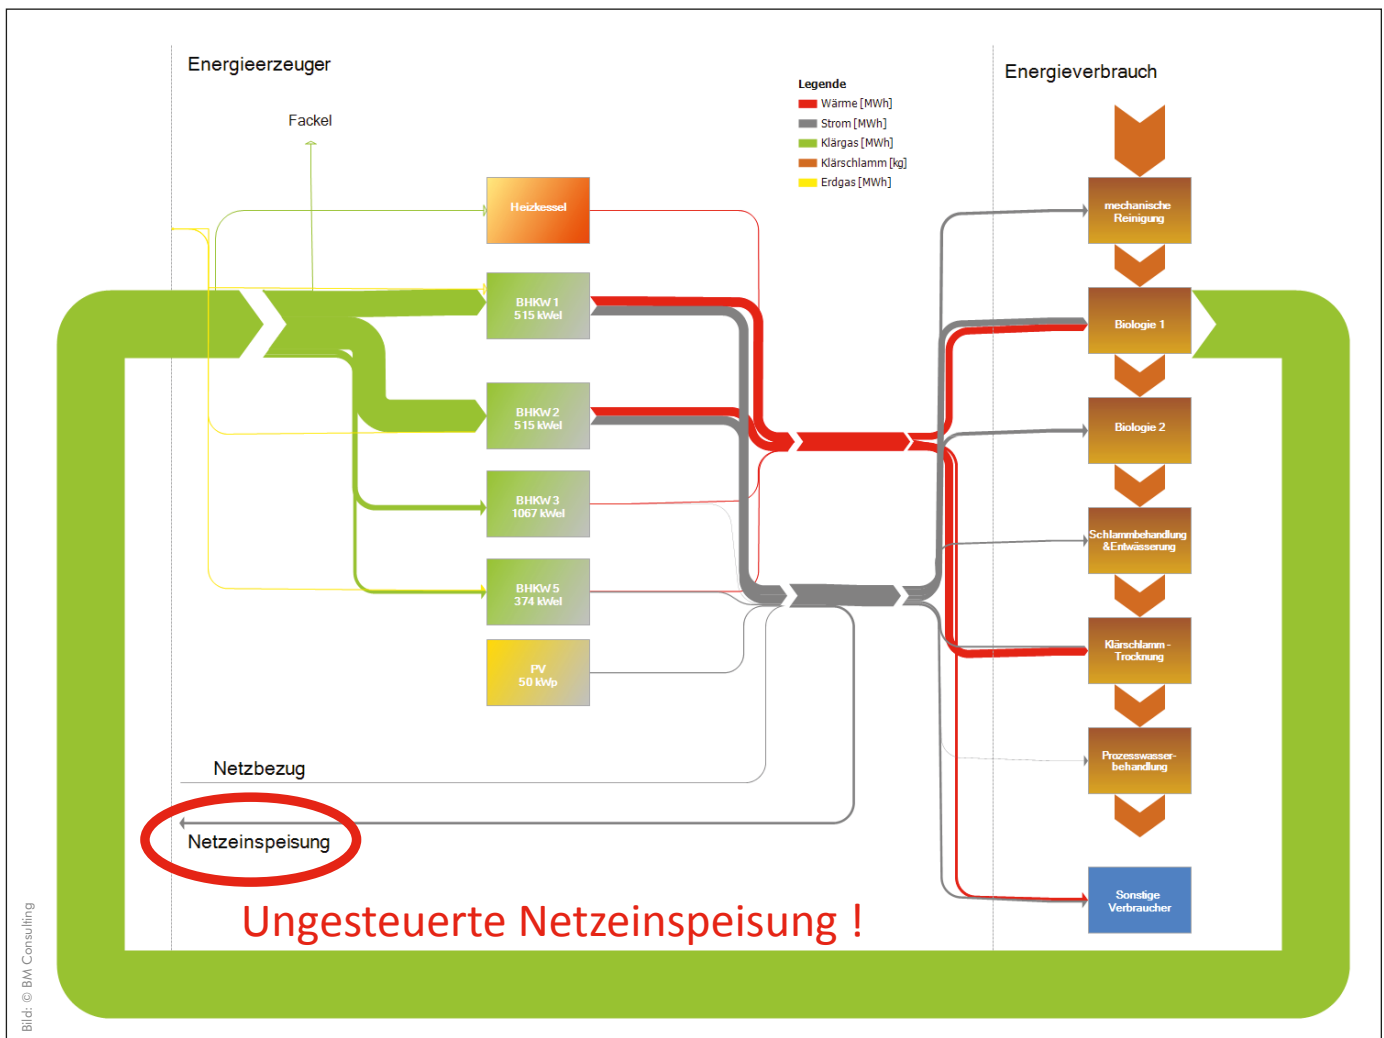 Energieerzeuger
Energieverbrauch
Fackel
Legende
Wärme [MWh]
Strom [MWh]
Klärgas [MWh]
Klärschlamm [kg]
Erdgas [MWh]
Heizkessel
BHKW 1
515 kWel
BHKW 2
515 kWel
BHKW 3
1067 kWel
BHKW 5
374 kWel
PV
50 kWp
mechanische
Reinigung
Biologie 1
Biologie 2
Schlammbehandlung
&Entwässerung
Klärschlamm -
Trocknung
Prozesswasser-
behandlung
Sonstige
Verbraucher
Netzbezug
Netzeinspeisung
Ungesteuerte Netzeinspeisung !
Bild: © BM Consulting